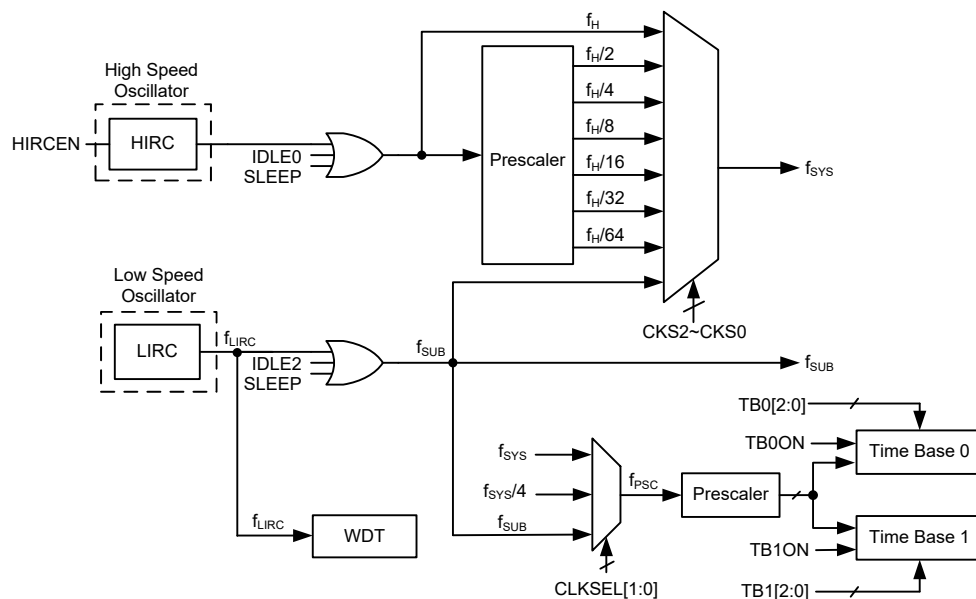 High Speed
Oscillator
HIRCEN
HIRC
IDLE0
SLEEP
Prescaler
fH
fH/2
fH/4
fH/8
fH/16
fH/32
fH/64
fSYS
CKS2~CKS0
Low Speed
Oscillator
LIRC
fLIRC
IDLE2
SLEEP
fSUB
fSUB
fLIRC
WDT
fSYS
fSYS/4
fSUB
CLKSEL[1:0]
fPSC
Prescaler
TB0[2:0]
TB0ON
Time Base 0
Time Base 1
TB1ON
TB1[2:0]